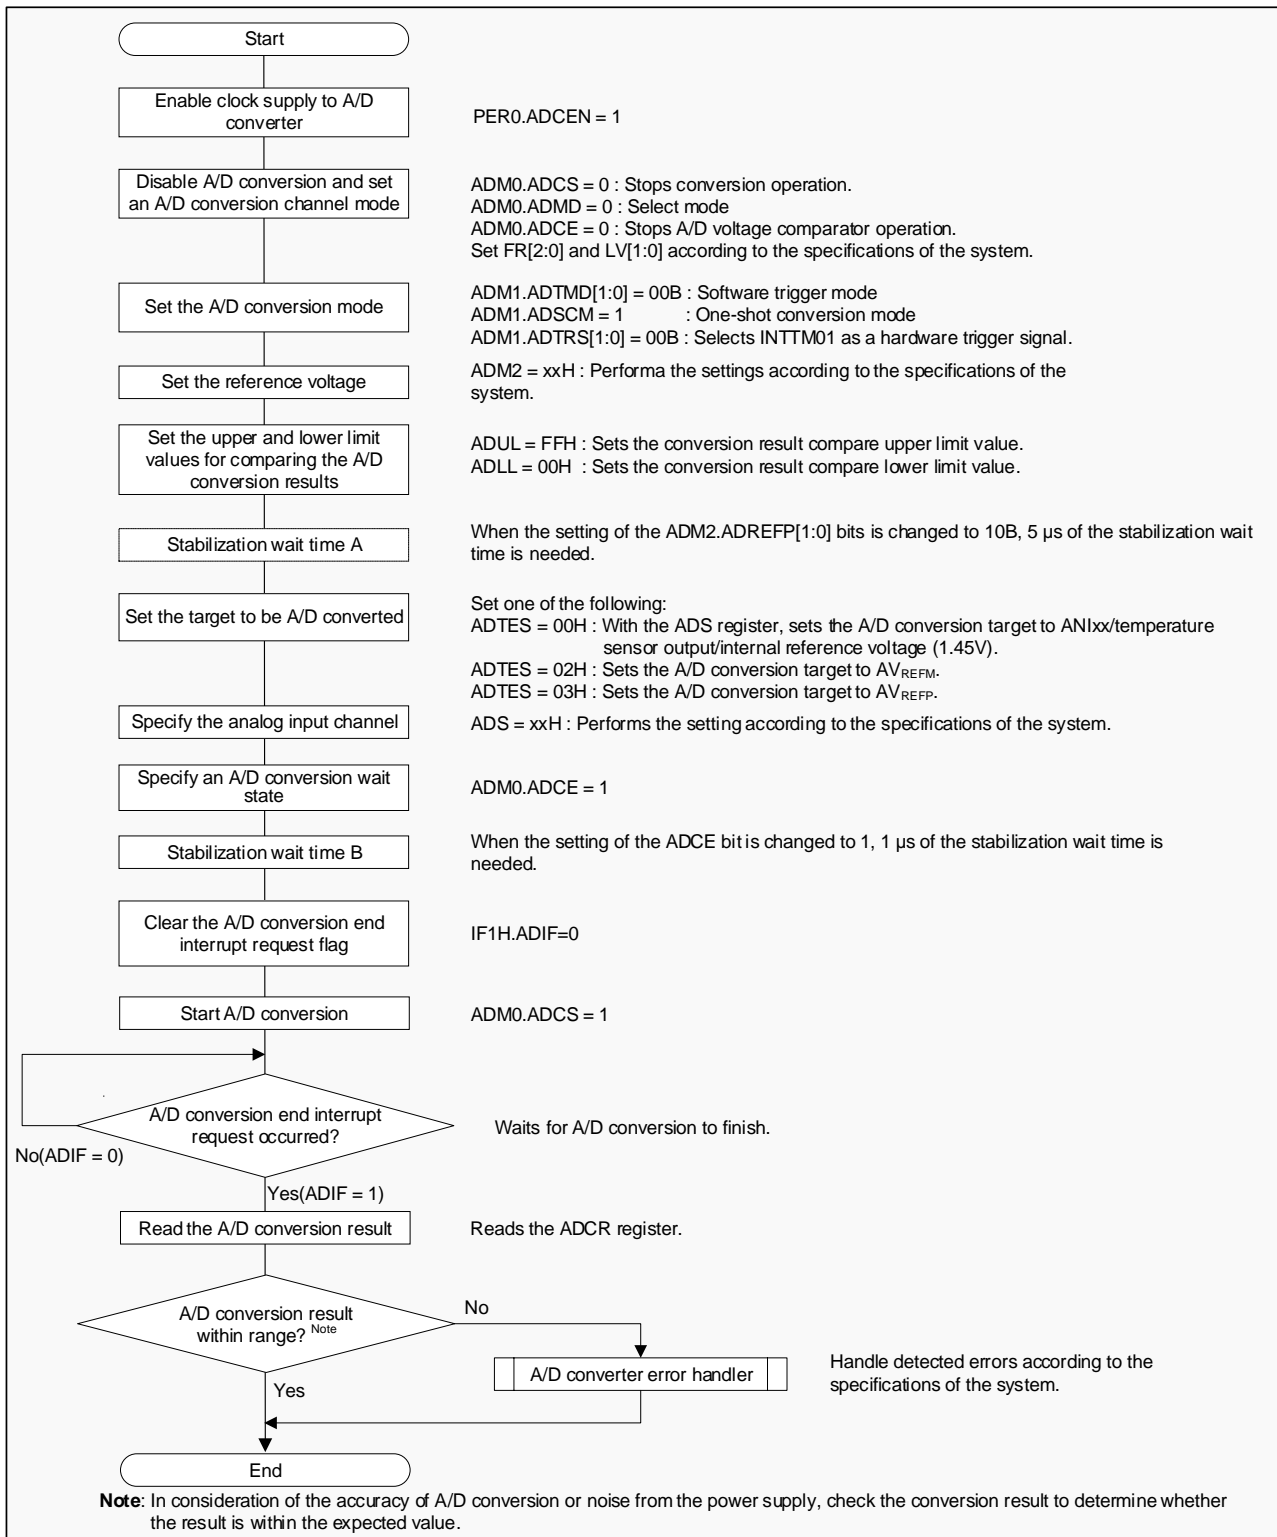 Start
Enable clock supply to A/D
converter
PER0.ADCEN = 1
Disable A/D conversion and set
an A/D conversion channel mode
ADM0.ADCS = 0 : Stops conversion operation.
ADM0.ADMD = 0 : Select mode
ADM0.ADCE = 0 : Stops A/D voltage comparator operation.
Set FR[2:0] and LV[1:0] according to the specifications of the system.
Set the A/D conversion mode
ADM1.ADTMD[1:0] = 00B : Software trigger mode
ADM1.ADSCM = 1 : One-shot conversion mode
ADM1.ADTRS[1:0] = 00B : Selects INTTM01 as a hardware trigger signal.
Set the reference voltage
ADM2 = xxH : Performa the settings according to the specifications of the
system.
Set the upper and lower limit
values for comparing the A/D
conversion results
ADUL = FFH : Sets the conversion result compare upper limit value.
ADLL = 00H : Sets the conversion result compare lower limit value.
Stabilization wait time A
When the setting of the ADM2.ADREFP[1:0] bits is changed to 10B, 5 µs of the stabilization wait
time is needed.
Set the target to be A/D converted
Set one of the following:
ADTES = 00H : With the ADS register, sets the A/D conversion target to ANIxx/temperature
sensor output/internal reference voltage (1.45V).
ADTES = 02H : Sets the A/D conversion target to AVREFM.
ADTES = 03H : Sets the A/D conversion target to AVREFP.
Specify the analog input channel
ADS = xxH : Performs the setting according to the specifications of the system.
Specify an A/D conversion wait
state
ADM0.ADCE = 1
Stabilization wait time B
When the setting of the ADCE bit is changed to 1, 1 µs of the stabilization wait time is
needed.
Clear the A/D conversion end
interrupt request flag
IF1H.ADIF=0
Start A/D conversion
ADM0.ADCS = 1
A/D conversion end interrupt
request occurred?
Waits for A/D conversion to finish.
No(ADIF = 0)
Yes(ADIF = 1)
Read the A/D conversion result
Reads the ADCR register.
A/D conversion result
within range? Note
No
A/D converter error handler
Handle detected errors according to the
specifications of the system.
Yes
End
Note: In consideration of the accuracy of A/D conversion or noise from the power supply, check the conversion result to determine whether
the result is within the expected value.